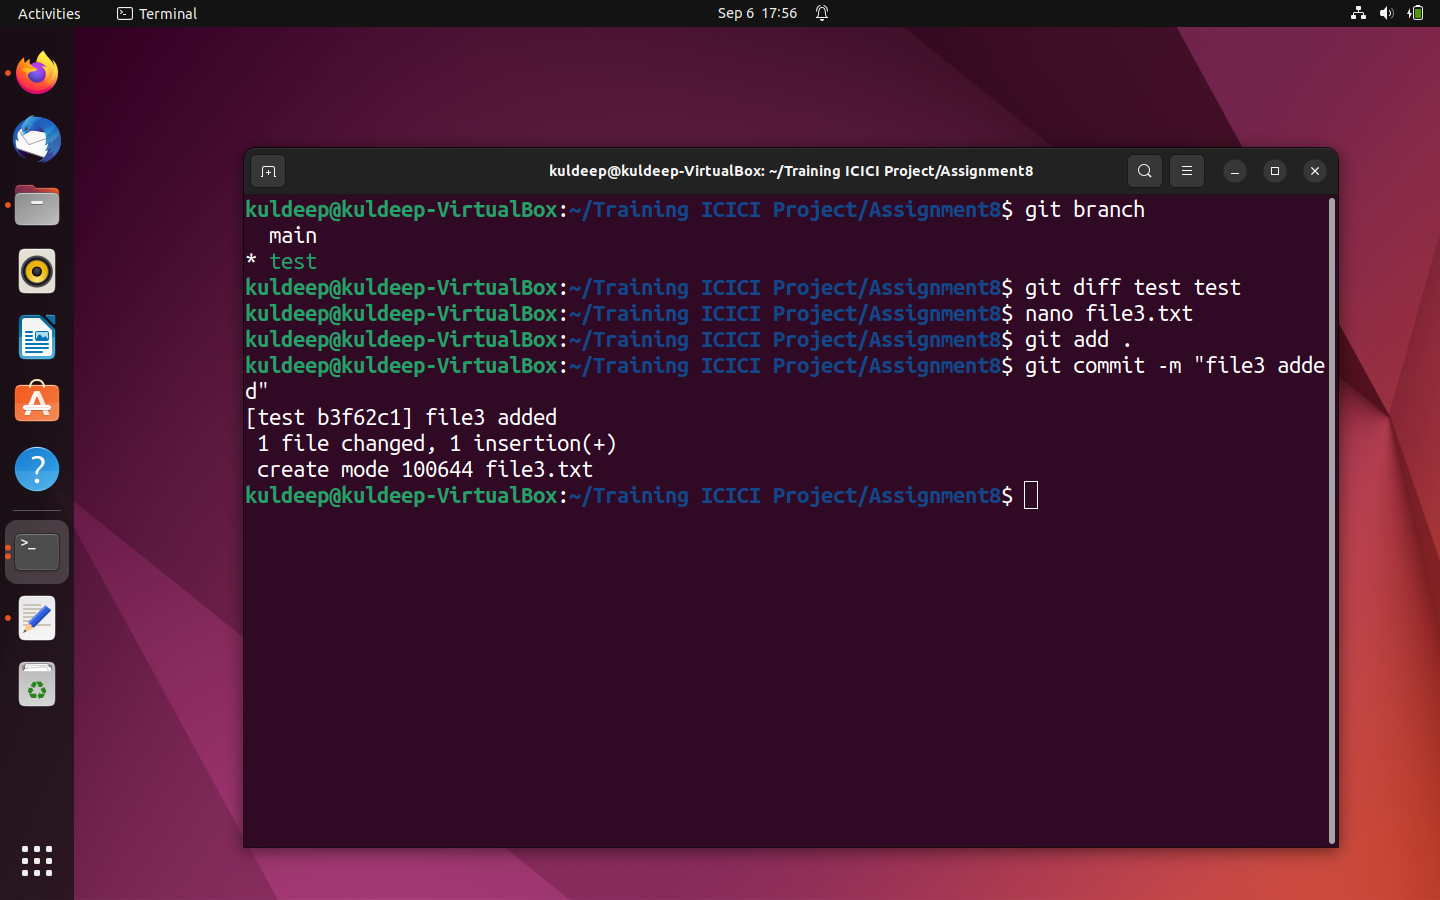 Activities
Terminal
Sep 6 17:56
kuldeep@kuldeep-VirtualBox: ~/Training ICICI Project/Assignment8
kuldeep@kuldeep-VirtualBox:~/Training ICICI Project/Assignment8$ git branch
  main
* test
kuldeep@kuldeep-VirtualBox:~/Training ICICI Project/Assignment8$ git diff test test
kuldeep@kuldeep-VirtualBox:~/Training ICICI Project/Assignment8$ nano file3.txt
kuldeep@kuldeep-VirtualBox:~/Training ICICI Project/Assignment8$ git add .
kuldeep@kuldeep-VirtualBox:~/Training ICICI Project/Assignment8$ git commit -m "file3 adde
d"
[test b3f62c1] file3 added
 1 file changed, 1 insertion(+)
 create mode 100644 file3.txt
kuldeep@kuldeep-VirtualBox:~/Training ICICI Project/Assignment8$